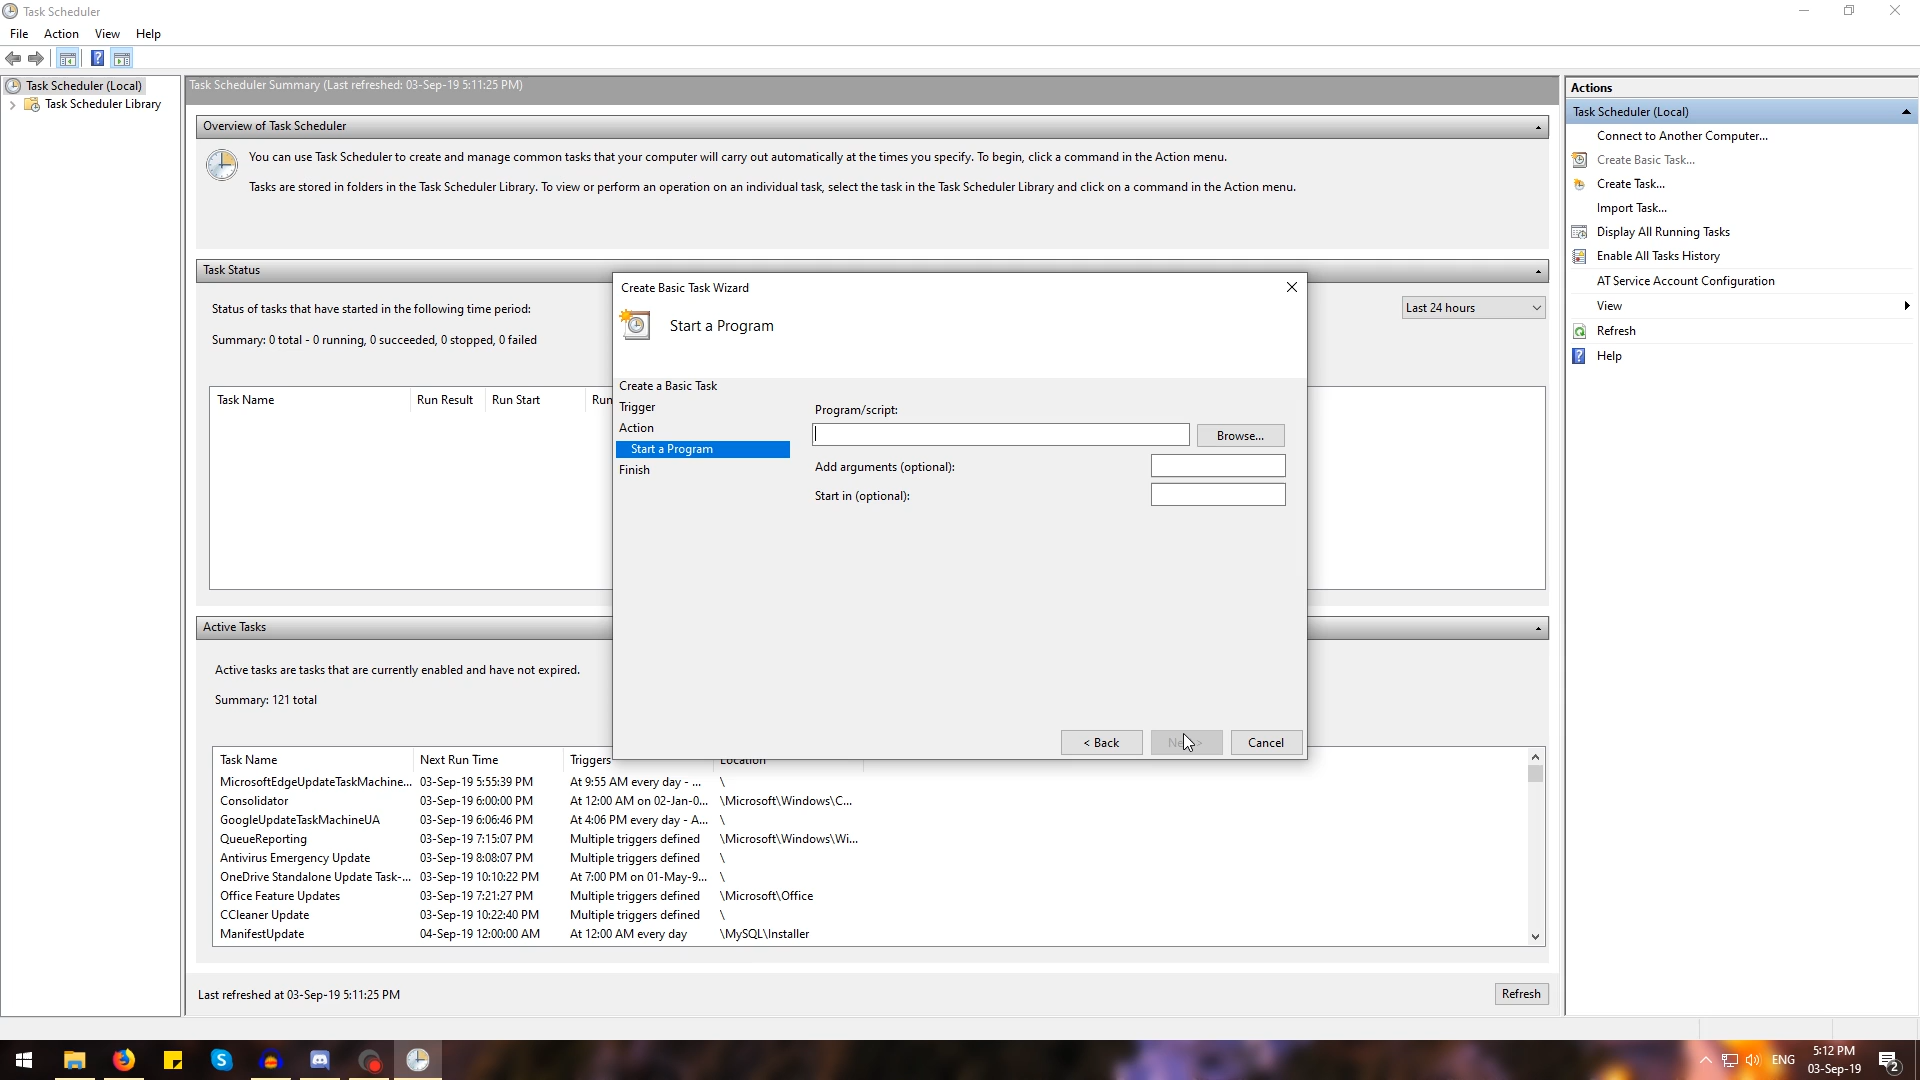 Task Scheduler
File Action View Help
Task Scheduler (Local)
Task Scheduler Library
Task Scheduler Summary (Last refreshed: 03-Sep-19 5:11:25 PM)
Overview of Task Scheduler
You can use Task Scheduler to create and manage common tasks that your computer will carry out automatically at the times you specify. To begin, click a command in the Action menu.
Tasks are stored in folders in the Task Scheduler Library. To view or perform an operation on an individual task, select the task in the Task Scheduler Library and click on a command in the Action menu.
Task Status
Status of tasks that have started in the following time period:
Last 24 hours
Summary: 0 total - 0 running, 0 succeeded, 0 stopped, 0 failed
Task Name Run Result Run Start Run
Create Basic Task Wizard
Start a Program
Create a Basic Task
Trigger
Action
Start a Program
Finish
Program/script:
Browse...
Add arguments (optional):
Start in (optional):
< Back
Cancel
Active Tasks
Active tasks are tasks that are currently enabled and have not expired.
Summary: 121 total
Task Name Next Run Time Triggers Location
MicrosoftEdgeUpdateTaskMachine... 03-Sep-19 5:55:39 PM At 9:55 AM every day - ... \
Consolidator 03-Sep-19 6:00:00 PM At 12:00 AM on 02-Jan-0... \Microsoft\Windows\C...
GoogleUpdateTaskMachineUA 03-Sep-19 6:06:46 PM At 4:06 PM every day - A... \
QueueReporting 03-Sep-19 7:15:07 PM Multiple triggers defined \Microsoft\Windows\Wi...
Antivirus Emergency Update 03-Sep-19 8:08:07 PM Multiple triggers defined \
OneDrive Standalone Update Task-... 03-Sep-19 10:10:22 PM At 7:00 PM on 01-May-9... \
Office Feature Updates 03-Sep-19 7:21:27 PM Multiple triggers defined \Microsoft\Office
CCleaner Update 03-Sep-19 10:22:40 PM Multiple triggers defined \
ManifestUpdate 04-Sep-19 12:00:00 AM At 12:00 AM every day \MySQL\Installer
Last refreshed at 03-Sep-19 5:11:25 PM
Refresh
Actions
Task Scheduler (Local)
Connect to Another Computer...
Create Basic Task...
Create Task...
Import Task...
Display All Running Tasks
Enable All Tasks History
AT Service Account Configuration
View
Refresh
Help
ENG
5:12 PM
03-Sep-19
2